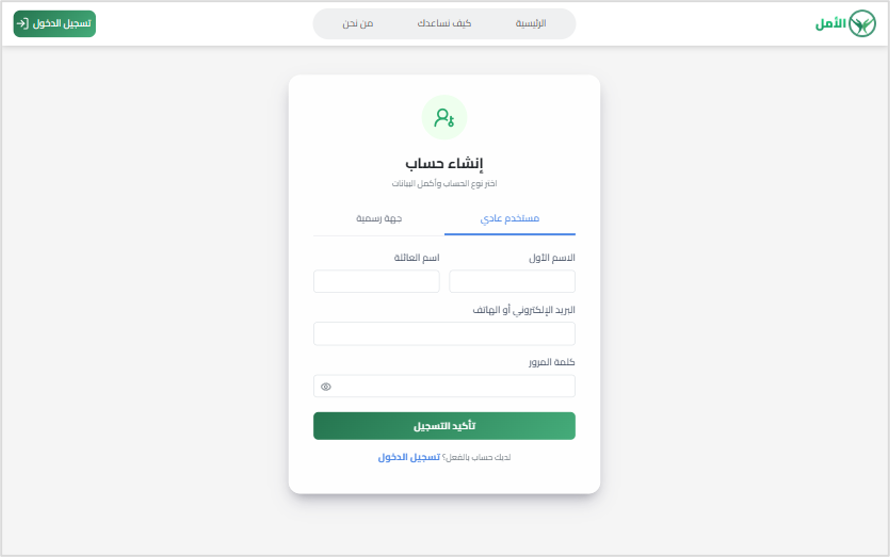 الأمل
الرئيسية
كيف نساعدك
من نحن
تسجيل الدخول
إنشاء حساب
اختر نوع الحساب وأكمل البيانات
مستخدم عادي
جهة رسمية
الاسم الأول
اسم العائلة
البريد الإلكتروني أو الهاتف
كلمة المرور
تأكيد التسجيل
لديك حساب بالفعل؟ تسجيل الدخول